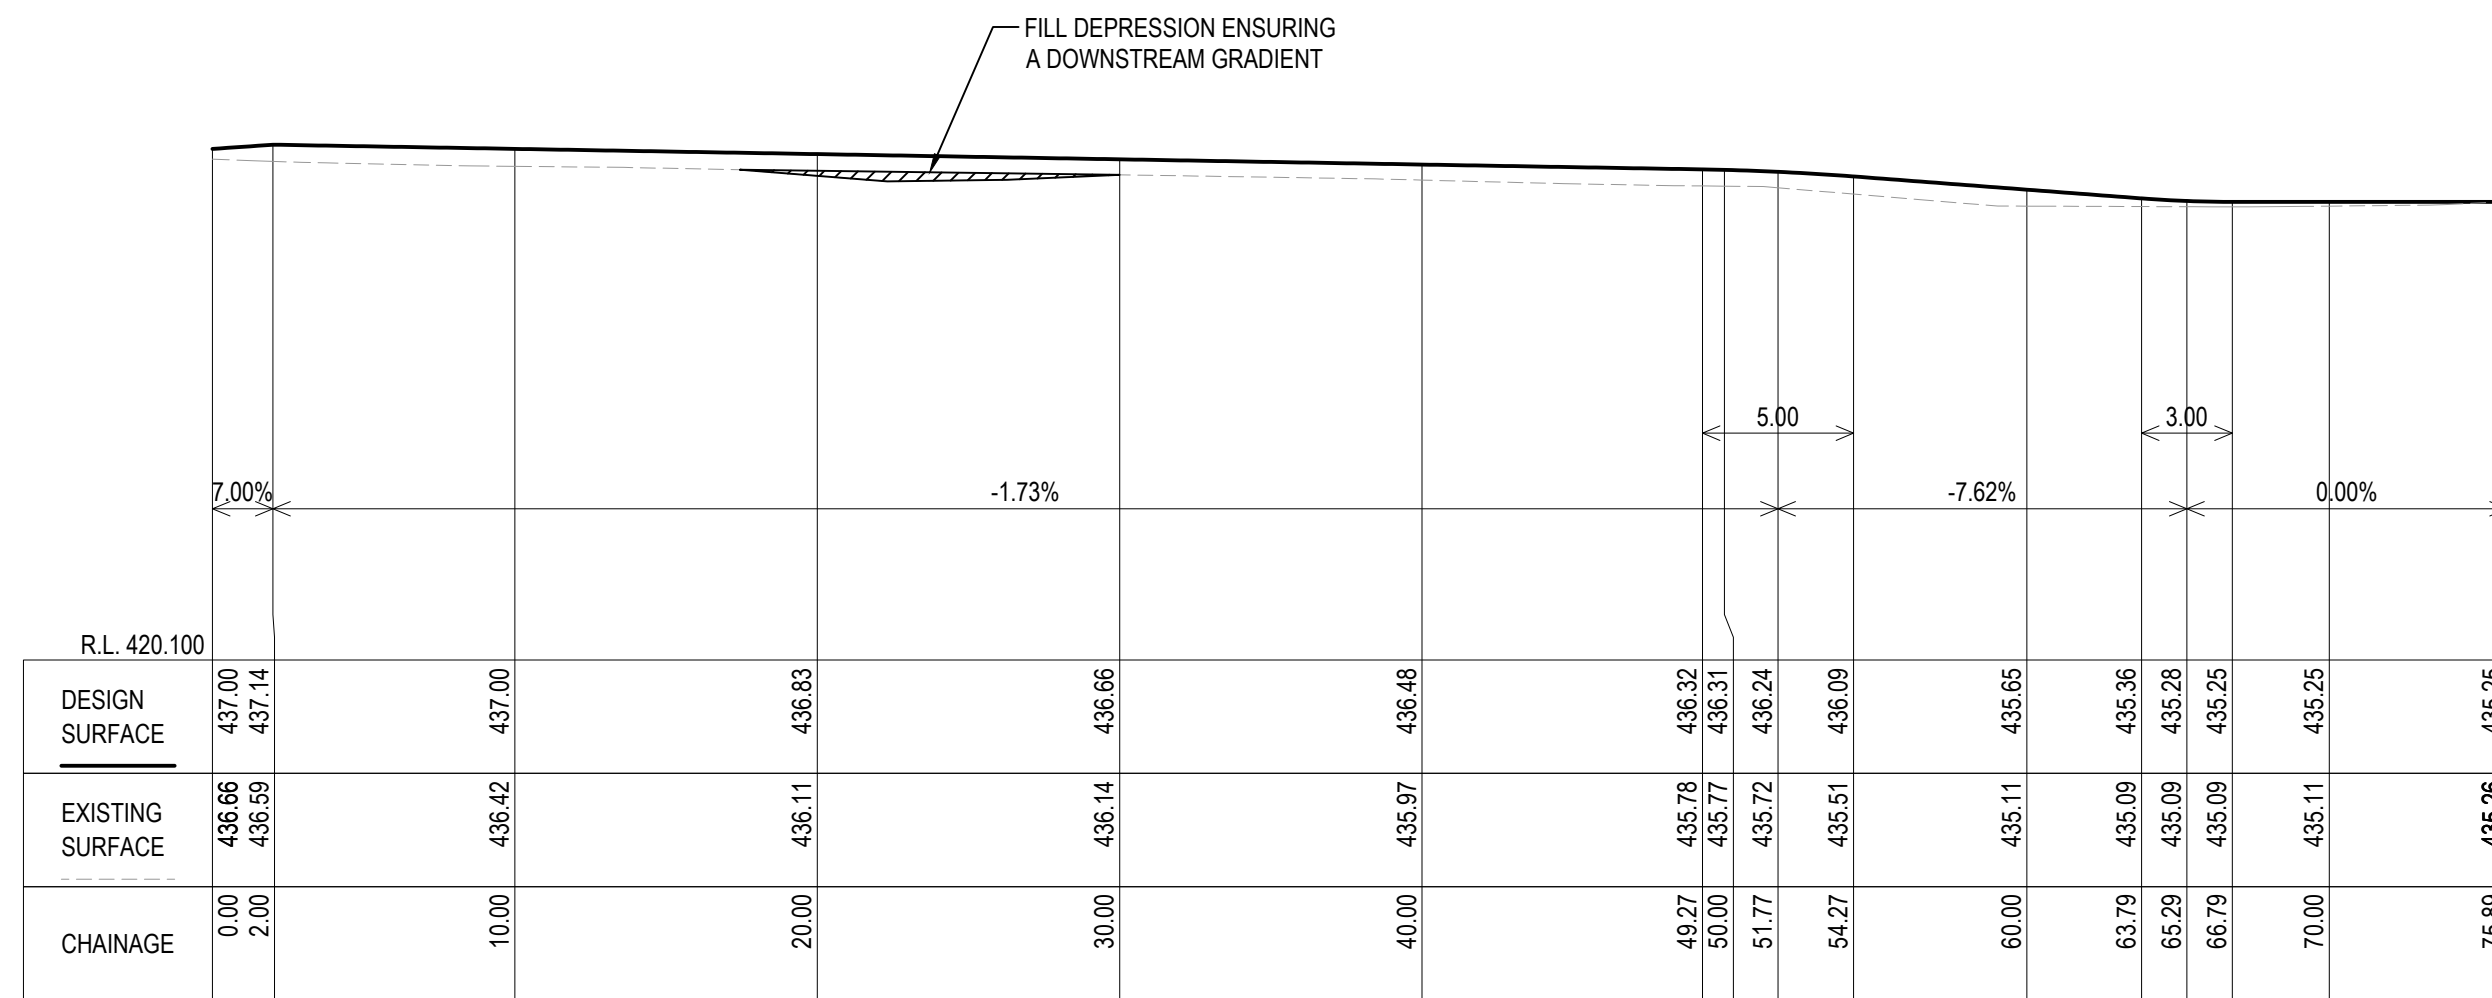 FILL DEPRESSION ENSURING
A DOWNSTREAM GRADIENT
5.00
3.00
7.00%
-1.73%
-7.62%
0.00%
R.L. 420.100
DESIGN
SURFACE
437.00 437.14 437.00 436.83 436.66 436.48 436.32 436.31 436.24 436.09 435.65 435.36 435.28 435.25 435.25 435.25
EXISTING
SURFACE
436.66 436.59 436.42 436.11 436.14 435.97 435.78 435.77 435.72 435.51 435.11 435.09 435.09 435.09 435.11 435.26
CHAINAGE
0.00 2.00 10.00 20.00 30.00 40.00 49.27 50.00 51.77 54.27 60.00 63.79 65.29 66.79 70.00 75.89